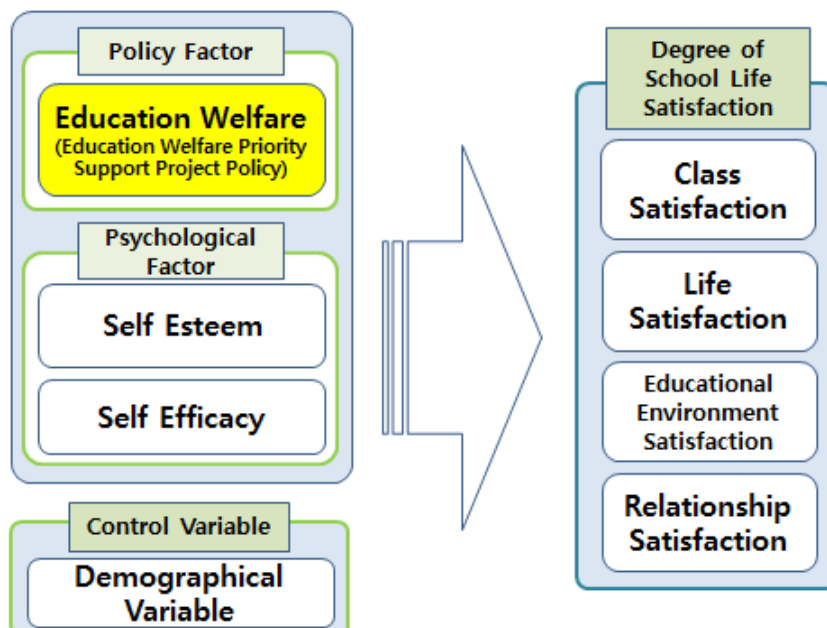 Policy Factor
Education Welfare
(Education Welfare Priority
Support Project Policy)
Psychological
Factor
Self Esteem
Self Efficacy
Control Variable
Demographical
Variable
Degree of
School Life
Satisfaction
Class
Satisfaction
Life
Satisfaction
Educational
Environment
Satisfaction
Relationship
Satisfaction